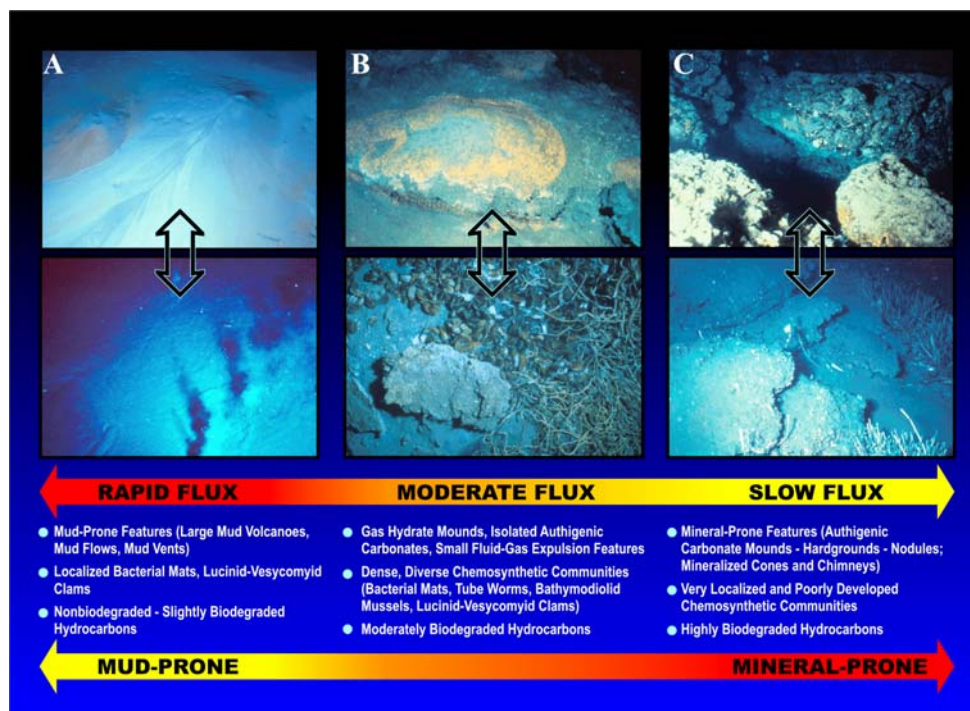 A
B
C
RAPID FLUX
MODERATE FLUX
SLOW FLUX
Mud-Prone Features (Large Mud Volcanoes,
Mud Flows, Mud Vents)
Localized Bacterial Mats, Lucinid-Vesycomyid
Clams
Nonbiodegraded - Slightly Biodegraded
Hydrocarbons
Gas Hydrate Mounds, Isolated Authigenic
Carbonates, Small Fluid-Gas Expulsion Features
Dense, Diverse Chemosynthetic Communities
(Bacterial Mats, Tube Worms, Bathymodiolid
Mussels, Lucinid-Vesycomyid Clams)
Moderately Biodegraded Hydrocarbons
Mineral-Prone Features (Authigenic
Carbonate Mounds - Hardgrounds - Nodules;
Mineralized Cones and Chimneys)
Very Localized and Poorly Developed
Chemosynthetic Communities
Highly Biodegraded Hydrocarbons
MUD-PRONE
MINERAL-PRONE